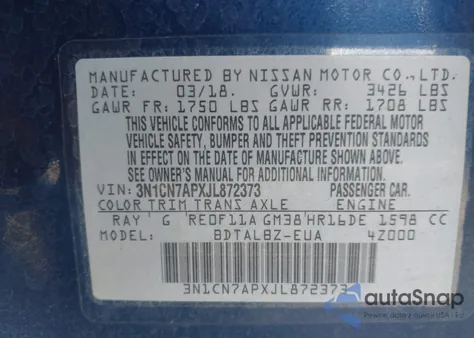 MANUFACTURED BY NISSAN MOTOR CO., LTD.
DATE: 03/18. GVWR: 3426 LBS
GAWR FR: 1750 LBS GAWR RR: 1708 LBS
THIS VEHICLE CONFORMS TO ALL APPLICABLE FEDERAL MOTOR
VEHICLE SAFETY, BUMPER AND THEFT PREVENTION STANDARDS
IN EFFECT ON THE DATE OF MANUFACTURE SHOWN ABOVE.
SEE OWNER'S MANUAL FOR ADDITIONAL INFORMATION.
VIN: 3N1CN7APXJL872373 PASSENGER CAR.
COLOR TRIM TRANS AXLE ENGINE
RAY G RE0F11A GM38 HR16DE 1598 CC
MODEL: BDTALBZ-EUA 4Z000
3N1CN7APXJL872373
autaSnap